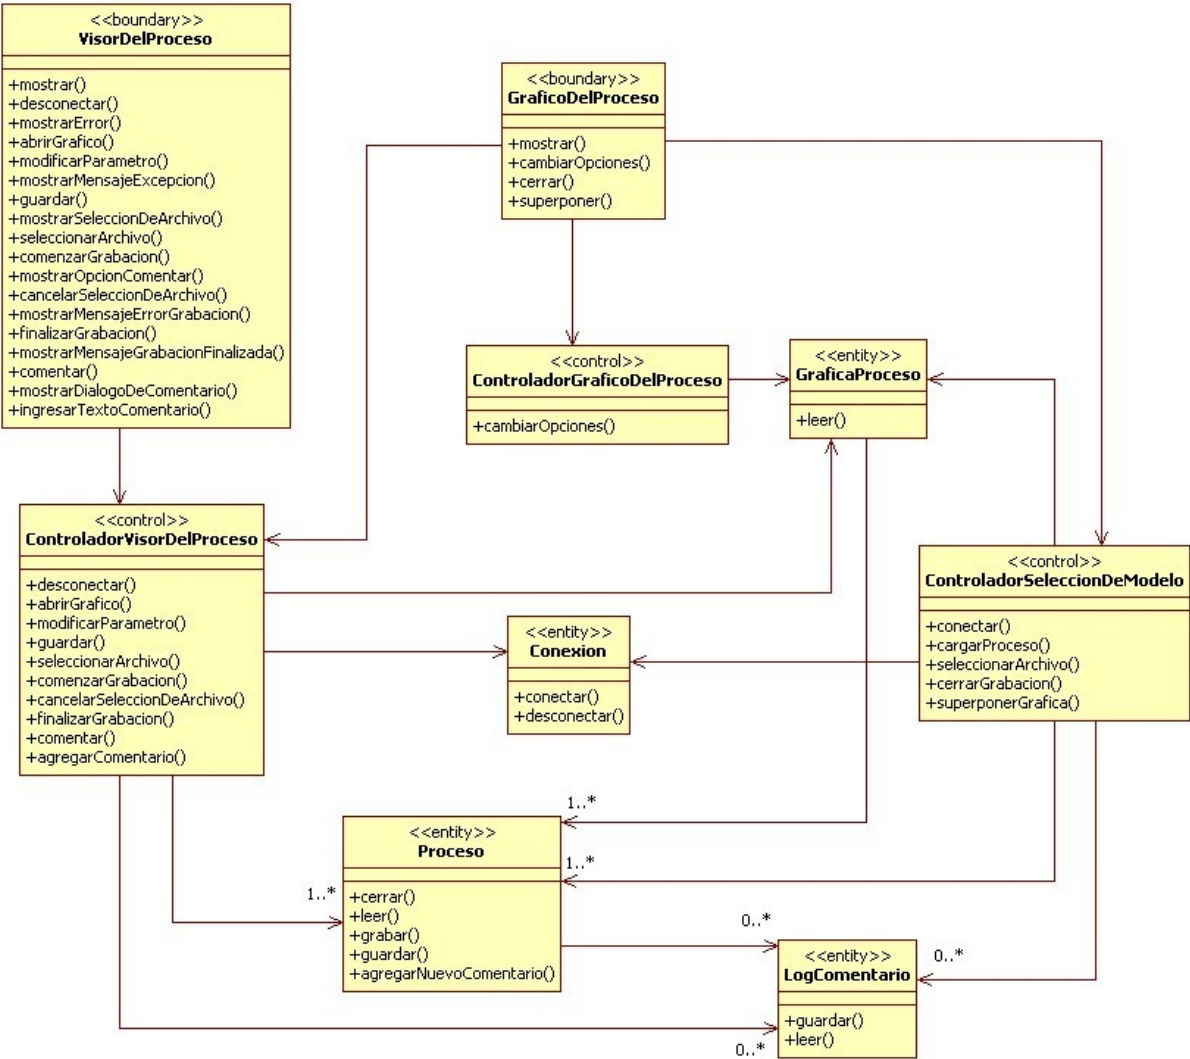 <<boundary>>
VisorDelProceso
+mostrar()
+desconectar()
+mostrarError()
+abrirGrafico()
+modificarParametro()
+mostrarMensajeExcepcion()
+guardar()
+mostrarSeleccionDeArchivo()
+seleccionarArchivo()
+comenzarGrabacion()
+mostrarOpcionComentar()
+cancelarSeleccionDeArchivo()
+mostrarMensajeErrorGrabacion()
+finalizarGrabacion()
+mostrarMensajeGrabacionFinalizada()
+comentar()
+mostrarDialogoDeComentario()
+ingresarTextoComentario()
<<boundary>>
GraficoDelProceso
+mostrar()
+cambiarOpciones()
+cerrar()
+superponer()
<<control>>
ControladorGraficoDelProceso
+cambiarOpciones()
<<entity>>
GraficaProceso
+leer()
<<control>>
ControladorVisorDelProceso
+desconectar()
+abrirGrafico()
+modificarParametro()
+guardar()
+seleccionarArchivo()
+comenzarGrabacion()
+cancelarSeleccionDeArchivo()
+finalizarGrabacion()
+comentar()
+agregarComentario()
<<entity>>
Conexion
+conectar()
+desconectar()
<<control>>
ControladorSeleccionDeModelo
+conectar()
+cargarProceso()
+seleccionarArchivo()
+cerrarGrabacion()
+superponerGrafica()
1..*
1..*
1..*
<<entity>>
Proceso
+cerrar()
+leer()
+grabar()
+guardar()
+agregarNuevoComentario()
0..*
0..*
0..*
<<entity>>
LogComentario
+guardar()
+leer()